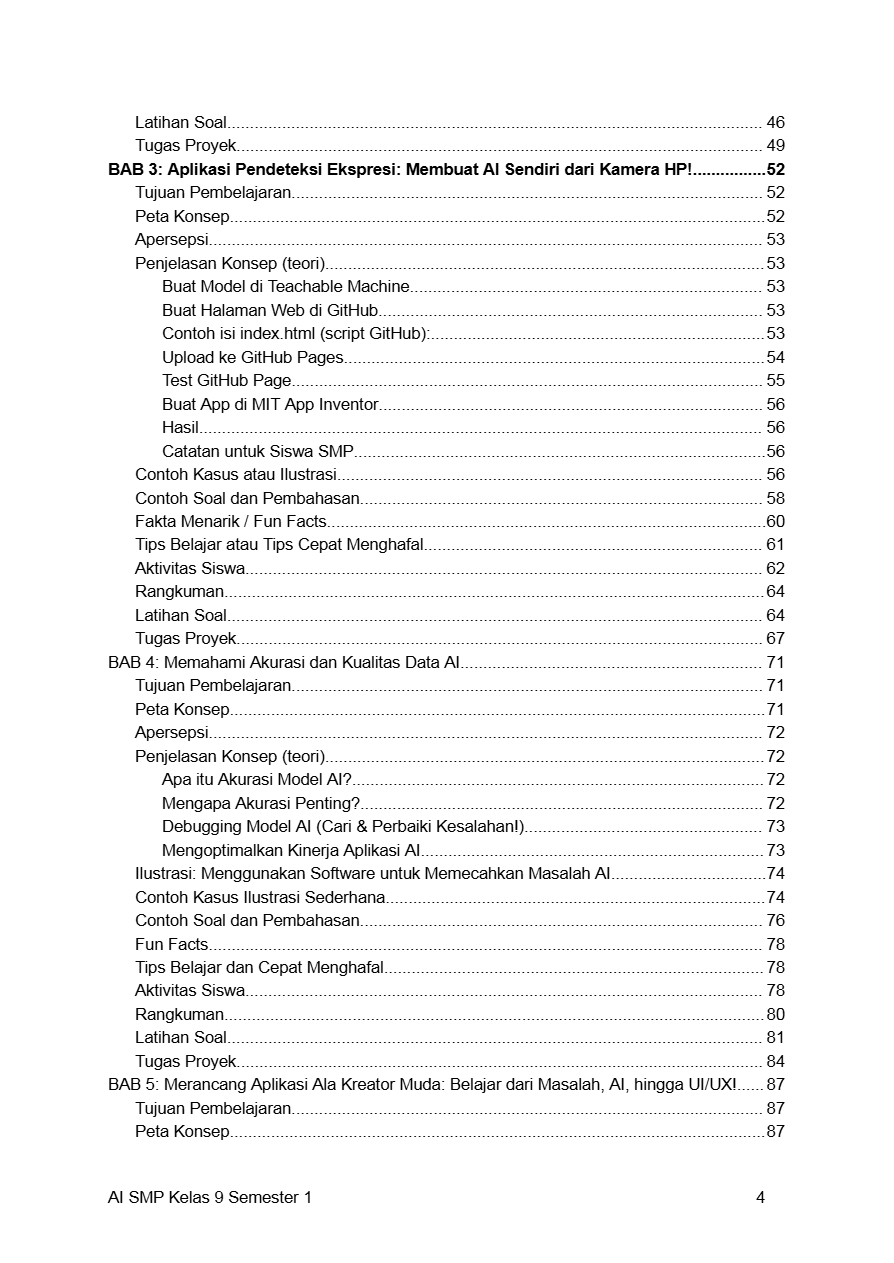 Latihan Soal........................................................................................................................ 46
Tugas Proyek...................................................................................................................... 49
BAB 3: Aplikasi Pendeteksi Ekspresi: Membuat AI Sendiri dari Kamera HP!................52
Tujuan Pembelajaran.......................................................................................................... 52
Peta Konsep........................................................................................................................52
Apersepsi............................................................................................................................ 53
Penjelasan Konsep (teori)...................................................................................................53
Buat Model di Teachable Machine................................................................................ 53
Buat Halaman Web di GitHub....................................................................................... 53
Contoh isi index.html (script GitHub):............................................................................53
Upload ke GitHub Pages...............................................................................................54
Test GitHub Page.......................................................................................................... 55
Buat App di MIT App Inventor....................................................................................... 56
Hasil.............................................................................................................................. 56
Catatan untuk Siswa SMP.............................................................................................56
Contoh Kasus atau Ilustrasi................................................................................................ 56
Contoh Soal dan Pembahasan........................................................................................... 58
Fakta Menarik / Fun Facts...................................................................................................60
Tips Belajar atau Tips Cepat Menghafal............................................................................. 61
Aktivitas Siswa.................................................................................................................... 62
Rangkuman.........................................................................................................................64
Latihan Soal........................................................................................................................ 64
Tugas Proyek...................................................................................................................... 67
BAB 4: Memahami Akurasi dan Kualitas Data AI.................................................................. 71
Tujuan Pembelajaran.......................................................................................................... 71
Peta Konsep........................................................................................................................71
Apersepsi............................................................................................................................ 72
Penjelasan Konsep (teori)...................................................................................................72
Apa itu Akurasi Model AI?............................................................................................. 72
Mengapa Akurasi Penting?........................................................................................... 72
Debugging Model AI (Cari & Perbaiki Kesalahan!)....................................................... 73
Mengoptimalkan Kinerja Aplikasi AI.............................................................................. 73
Ilustrasi: Menggunakan Software untuk Memecahkan Masalah AI.....................................74
Contoh Kasus Ilustrasi Sederhana......................................................................................74
Contoh Soal dan Pembahasan........................................................................................... 76
Fun Facts............................................................................................................................ 78
Tips Belajar dan Cepat Menghafal...................................................................................... 78
Aktivitas Siswa.................................................................................................................... 78
Rangkuman.........................................................................................................................80
Latihan Soal........................................................................................................................ 81
Tugas Proyek...................................................................................................................... 84
BAB 5: Merancang Aplikasi Ala Kreator Muda: Belajar dari Masalah, AI, hingga UI/UX!...... 87
Tujuan Pembelajaran.......................................................................................................... 87
Peta Konsep........................................................................................................................87
AI SMP Kelas 9 Semester 1 4